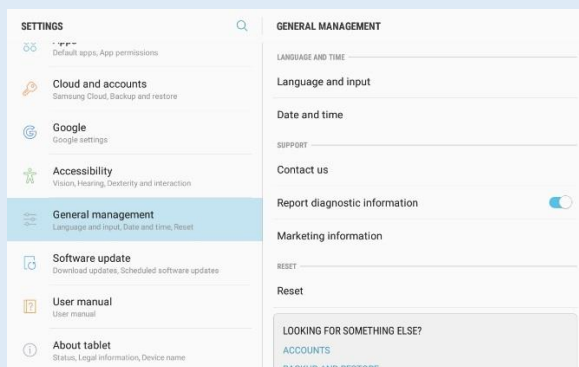 SETTINGS
Default apps, App permissions
Cloud and accounts
Samsung Cloud, Backup and restore
Google
Google settings
Accessibility
Vision, Hearing, Dexterity and interaction
General management
Language and input, Date and time, Reset
Software update
Download updates, Scheduled software updates
User manual
User manual
About tablet
Status, Legal information, Device name
GENERAL MANAGEMENT
LANGUAGE AND TIME
Language and input
Date and time
SUPPORT
Contact us
Report diagnostic information
Marketing information
RESET
Reset
LOOKING FOR SOMETHING ELSE?
ACCOUNTS
BACKUP AND RESTORE